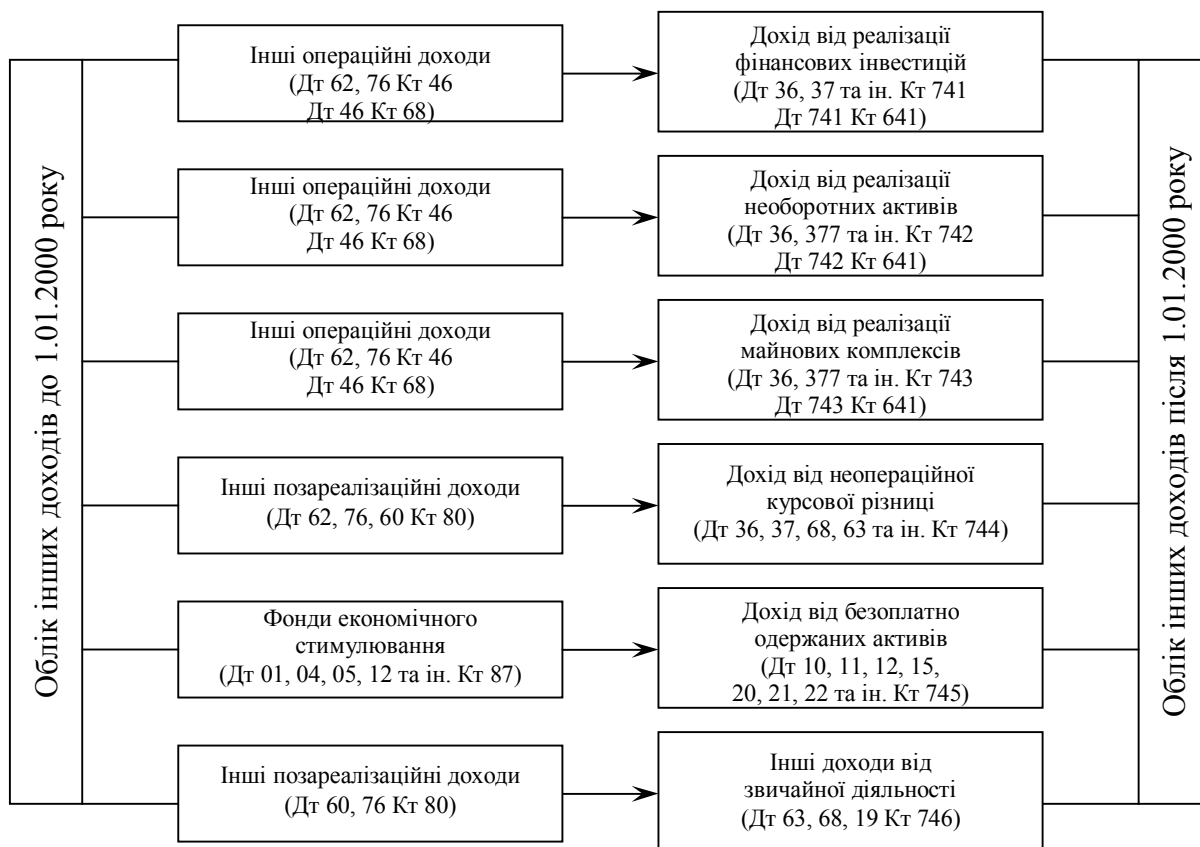 Облік інших доходів до 1.01.2000 року
Інші операційні доходи
(Дт 62, 76 Кт 46
Дт 46 Кт 68)
Дохід від реалізації
фінансових інвестицій
(Дт 36, 37 та ін. Кт 741
Дт 741 Кт 641)
Інші операційні доходи
(Дт 62, 76 Кт 46
Дт 46 Кт 68)
Дохід від реалізації
необоротних активів
(Дт 36, 377 та ін. Кт 742
Дт 742 Кт 641)
Інші операційні доходи
(Дт 62, 76 Кт 46
Дт 46 Кт 68)
Дохід від реалізації
майнових комплексів
(Дт 36, 377 та ін. Кт 743
Дт 743 Кт 641)
Інші позареалізаційні доходи
(Дт 62, 76, 60 Кт 80)
Дохід від неопераційної
курсової різниці
(Дт 36, 37, 68, 63 та ін. Кт 744)
Фонди економічного
стимулювання
(Дт 01, 04, 05, 12 та ін. Кт 87)
Дохід від безоплатно
одержаних активів
(Дт 10, 11, 12, 15,
20, 21, 22 та ін. Кт 745)
Інші позареалізаційні доходи
(Дт 60, 76 Кт 80)
Інші доходи від
звичайної діяльності
(Дт 63, 68, 19 Кт 746)
Облік інших доходів після 1.01.2000 року